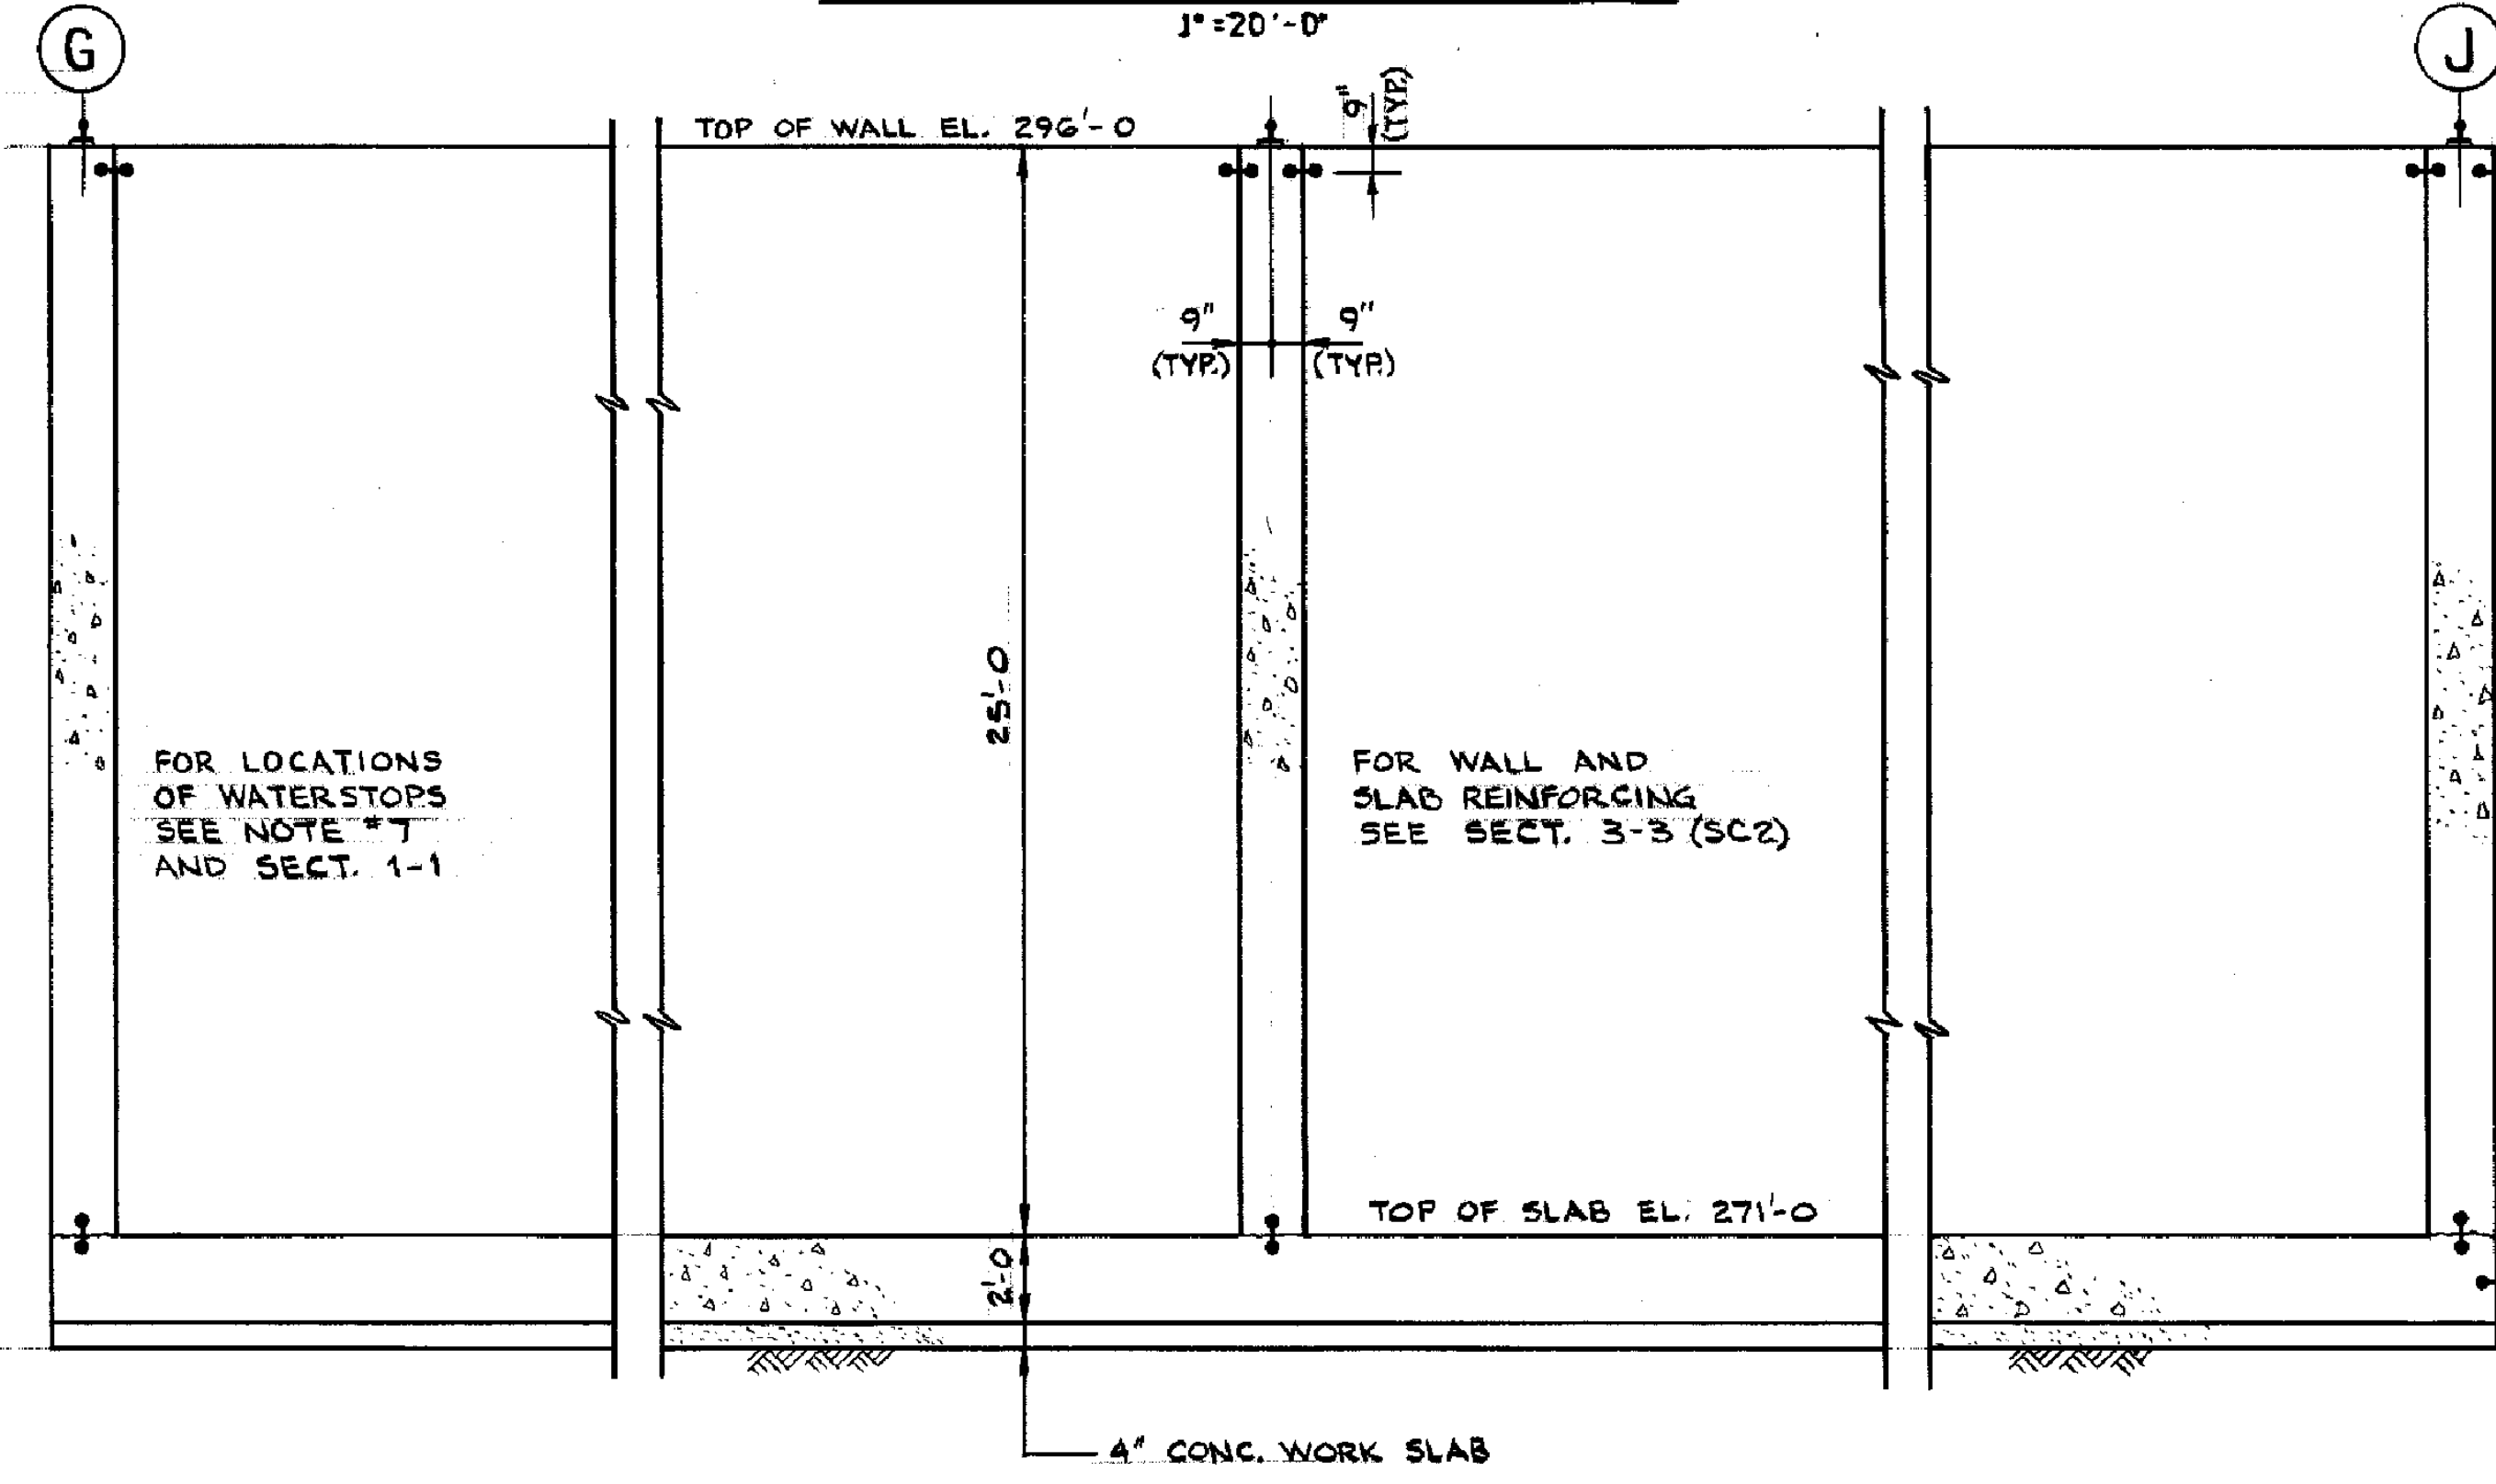 1"=20'-0"
G
J
TOP OF WALL EL. 296'-0
9"
(TYP.)
9"
(TYP.)
9"
(TYP.)
25'-0
FOR LOCATIONS
OF WATERSTOPS
SEE NOTE #7
AND SECT. 1-1
FOR WALL AND
SLAB REINFORCING
SEE SECT. 3-3 (SC2)
TOP OF SLAB EL. 271'-0
2'-0
4" CONC. WORK SLAB